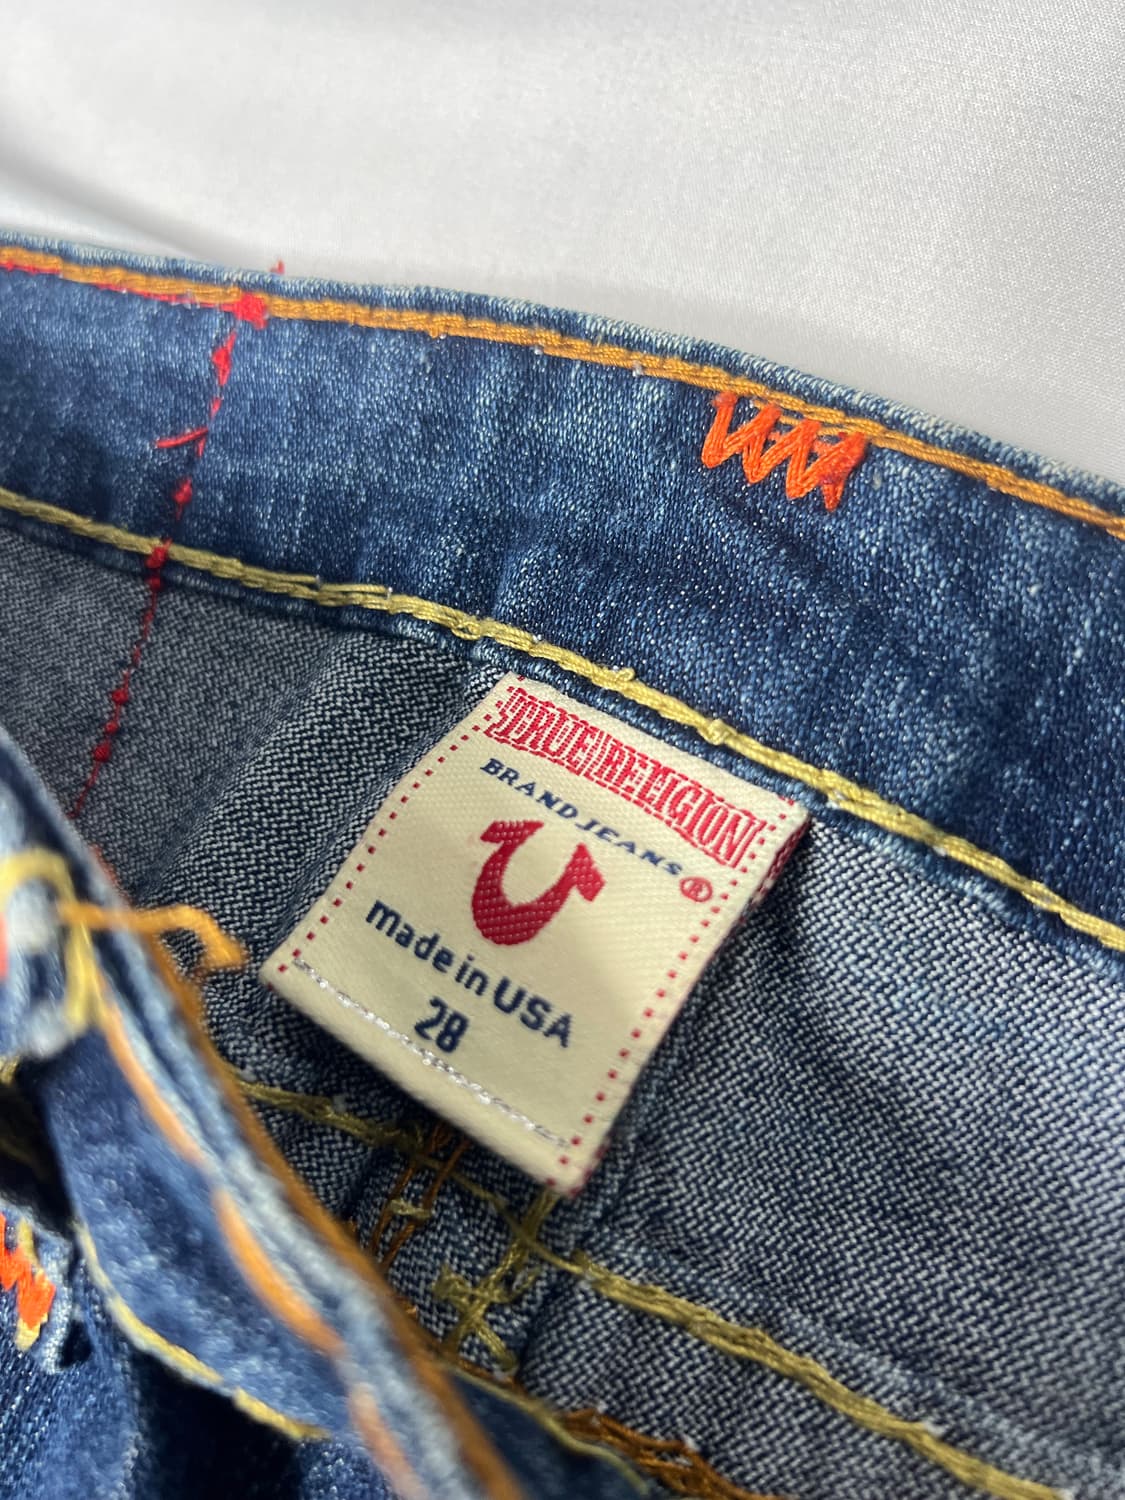 TRUE RELIGION
BRAND JEANS ®
made in USA
28